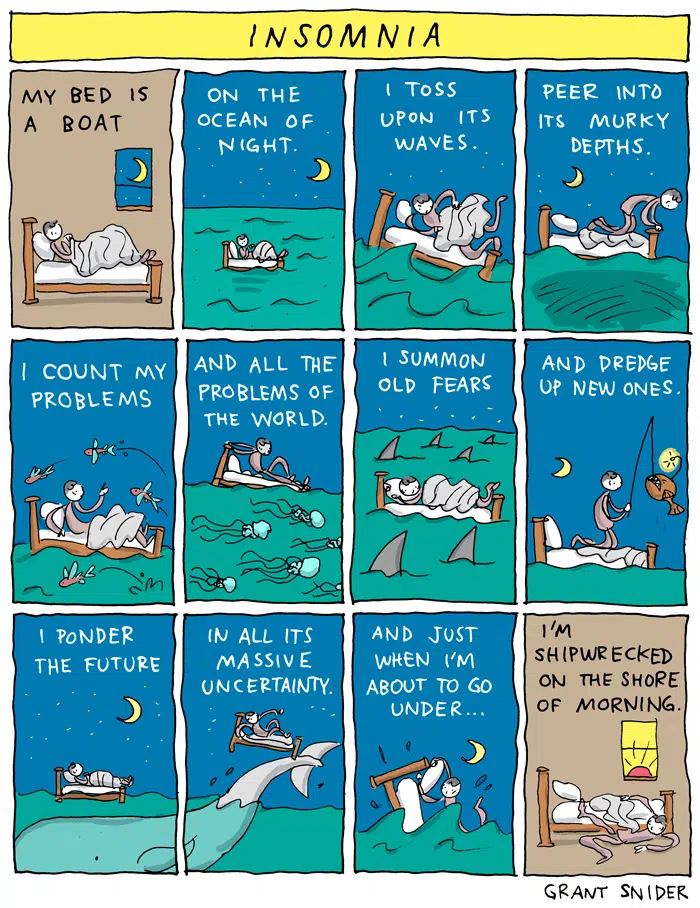 INSOMNIA
MY BED IS
A BOAT
ON THE
OCEAN OF
NIGHT.
I TOSS
UPON ITS
WAVES.
PEER INTO
ITS MURKY
DEPTHS.
I COUNT MY
PROBLEMS
AND ALL THE
PROBLEMS OF
THE WORLD.
I SUMMON
OLD FEARS
AND DREDGE
UP NEW ONES.
I PONDER
THE FUTURE
IN ALL ITS
MASSIVE
UNCERTAINTY.
AND JUST
WHEN I'M
ABOUT TO GO
UNDER...
I'M
SHIPWRECKED
ON THE SHORE
OF MORNING.
GRANT SNIDER